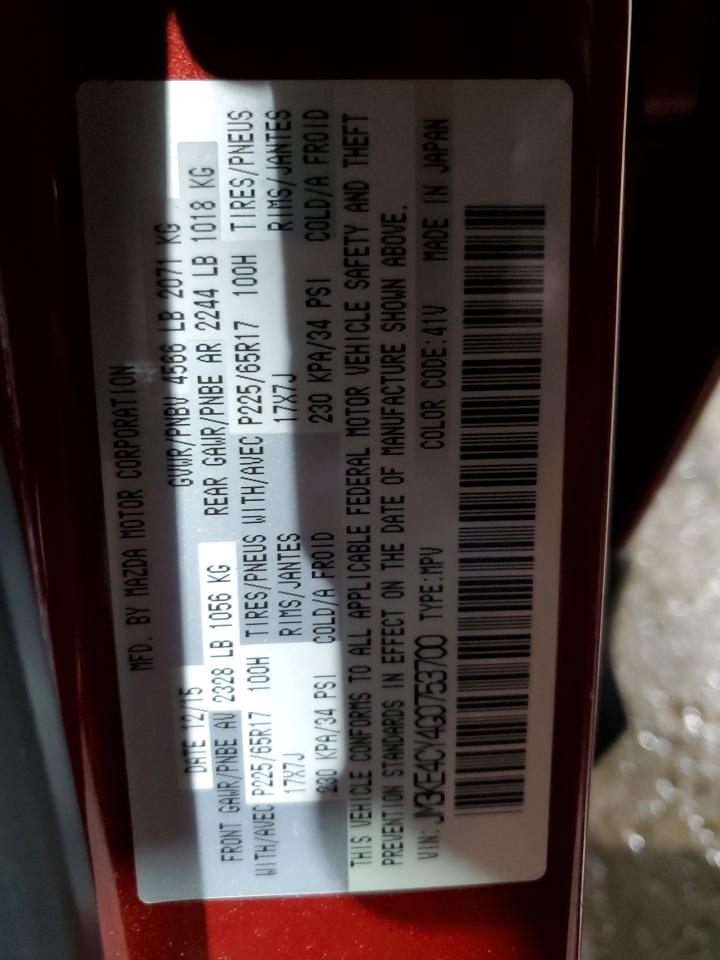 MFD. BY MAZDA MOTOR CORPORATION
DATE 12/15 GVWR/PNBV 4566 LB 2071 KG
FRONT GAWR/PNBE AV 2328 LB 1056 KG REAR GAWR/PNBE AR 2244 LB 1018 KG
WITH/AVEC P225/65R17 100H TIRES/PNEUS WITH/AVEC P225/65R17 100H TIRES/PNEUS
17X7J RIMS/JANTES 17X7J RIMS/JANTES
230 KPA/34 PSI COLD/A FROID 230 KPA/34 PSI COLD/A FROID
THIS VEHICLE CONFORMS TO ALL APPLICABLE FEDERAL MOTOR VEHICLE SAFETY AND THEFT
PREVENTION STANDARDS IN EFFECT ON THE DATE OF MANUFACTURE SHOWN ABOVE.
VIN: JM3KE4CY4G0753700 TYPE:MPV COLOR CODE:41V MADE IN JAPAN